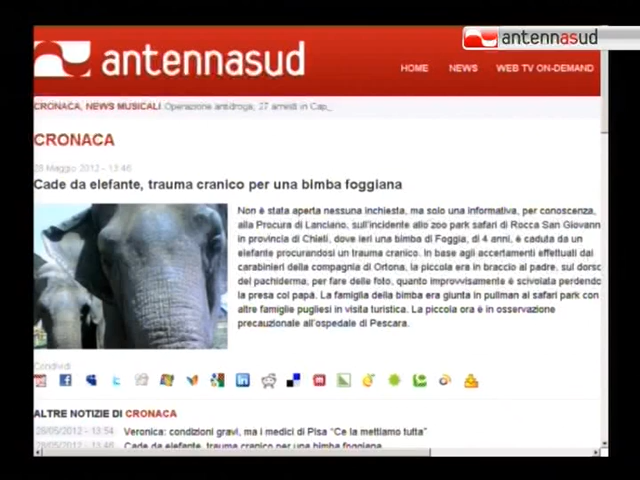 antennasud
antennasud
HOME NEWS WEB TV ON-DEMAND
CRONACA, NEWS MUSICALI Operazione antidroga, 27 arresti in Cap_
CRONACA
28 Maggio 2012 - 13:46
Cade da elefante, trauma cranico per una bimba foggiana
Non è stata aperta nessuna inchiesta, ma solo una informativa, per conoscenza,
alla Procura di Lanciano, sull'incidente allo zoo park safari di Rocca San Giovann
in provincia di Chieti, dove ieri una bimba di Foggia, di 4 anni, è caduta da un
elefante procurandosi un trauma cranico. In base agli accertamenti effettuati dai
carabinieri della compagnia di Ortona, la piccola era in braccio al padre, sul dorso
del pachiderma, per fare delle foto, quanto improvvisamente è scivolata perdendo
la presa col papà. La famiglia della bimba era giunta in pullman al safari park con
altre famiglie pugliesi in visita turistica. La piccola ora è in osservazione
precauzionale all'ospedale di Pescara.
Condividi
ALTRE NOTIZIE DI CRONACA
28/05/2012 - 13:54 Veronica: condizioni gravi, ma i medici di Pisa "Ce la mettiamo tutta"
28/05/2012 - 11:46 Cade da elefante, trauma cranico per una bimba foggiana